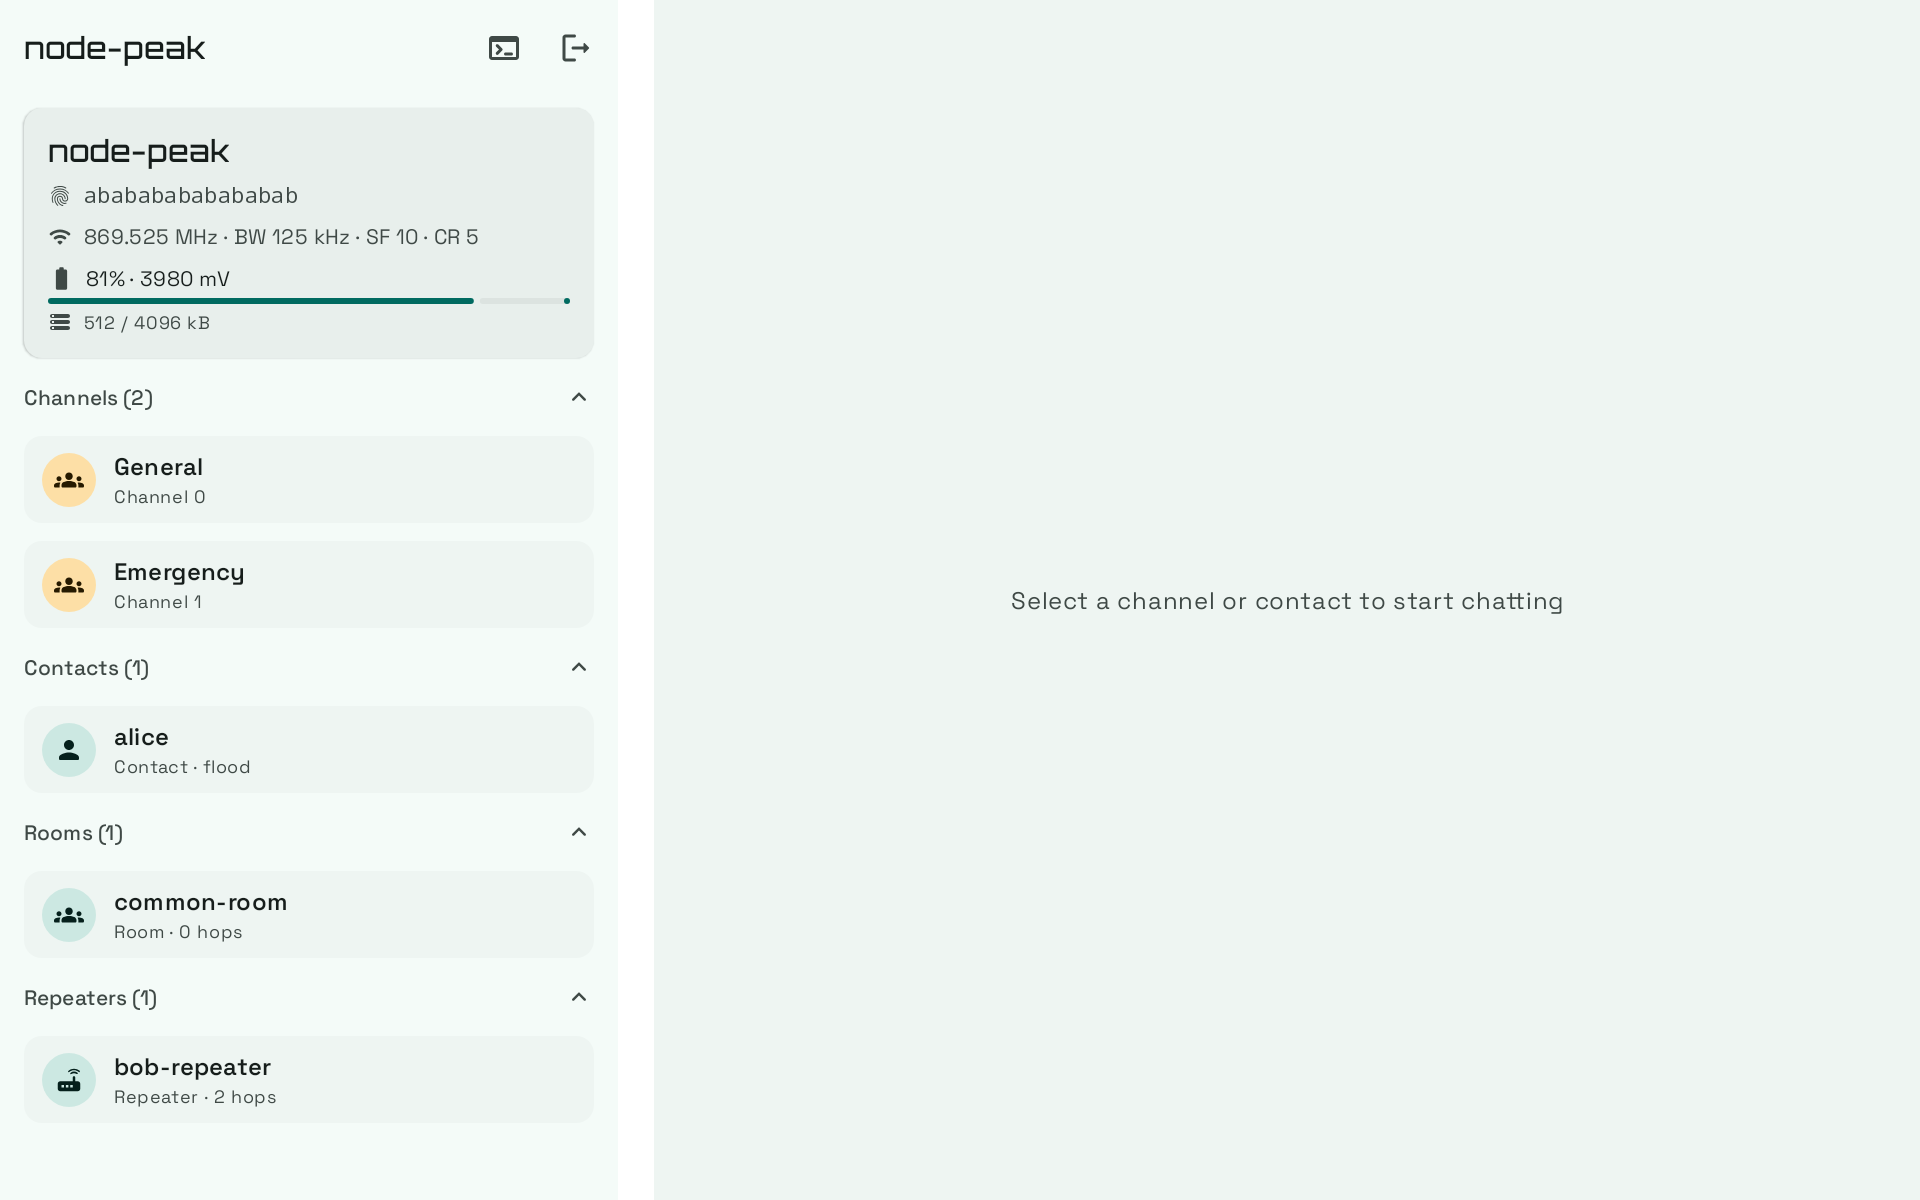 node-peak
node-peak
abababababababab
869.525 MHz · BW 125 kHz · SF 10 · CR 5
81% · 3980 mV
512 / 4096 kB
Channels (2)
General
Channel 0
Emergency
Channel 1
Contacts (1)
alice
Contact · flood
Rooms (1)
common-room
Room · 0 hops
Repeaters (1)
bob-repeater
Repeater · 2 hops
Select a channel or contact to start chatting